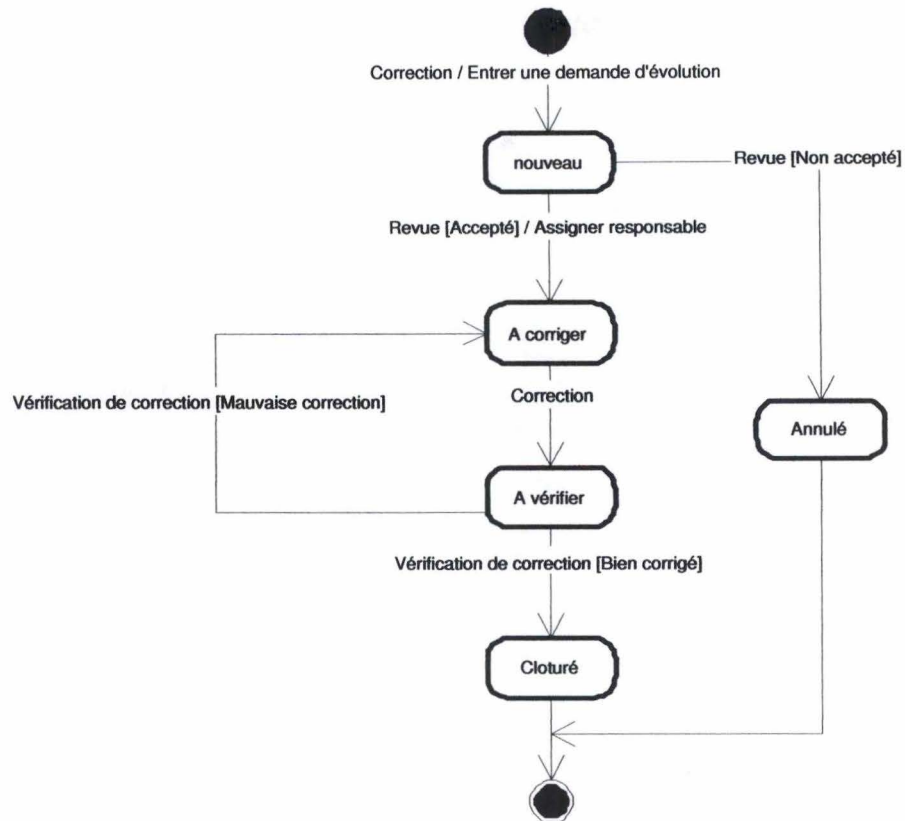 Correction / Entrer une demande d'évolution
nouveau
Revue [Non accepté]
Revue [Accepté] / Assigner responsable
A corriger
Correction
Vérification de correction [Mauvaise correction]
Annulé
A vérifier
Vérification de correction [Bien corrigé]
Cloturé